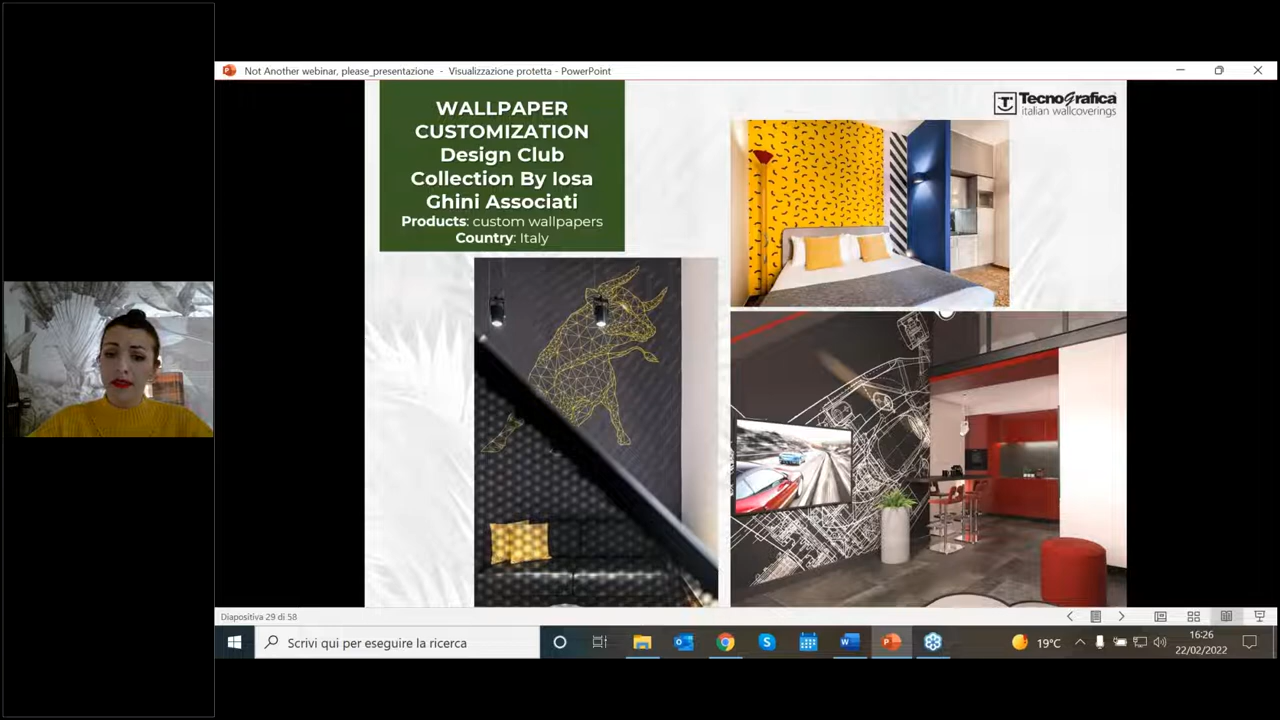 Not Another webinar, please_presentazione - Visualizzazione protetta - PowerPoint
WALLPAPER
CUSTOMIZATION
Design Club
Collection By Iosa
Ghini Associati
Products: custom wallpapers
Country: Italy
TecnoGrafica
italian wallcoverings
Diapositiva 29 di 58
Scrivi qui per eseguire la ricerca
19°C
16:26
22/02/2022